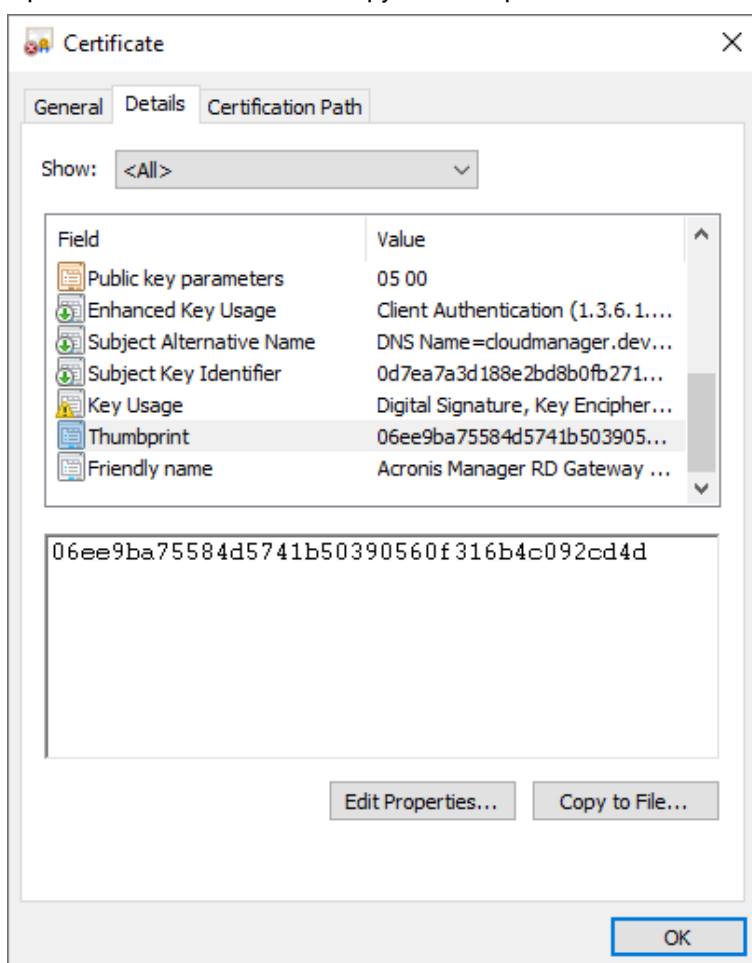 Certificate
General Details Certification Path
Show: <All>
Field Value
Public key parameters 05 00
Enhanced Key Usage Client Authentication (1.3.6.1....
Subject Alternative Name DNS Name=cloudmanager.dev...
Subject Key Identifier 0d7ea7a3d188e2bd8b0fb271...
Key Usage Digital Signature, Key Encipher...
Thumbprint 06ee9ba75584d5741b503905...
Friendly name Acronis Manager RD Gateway ...
06ee9ba75584d5741b50390560f316b4c092cd4d
Edit Properties... Copy to File...
OK